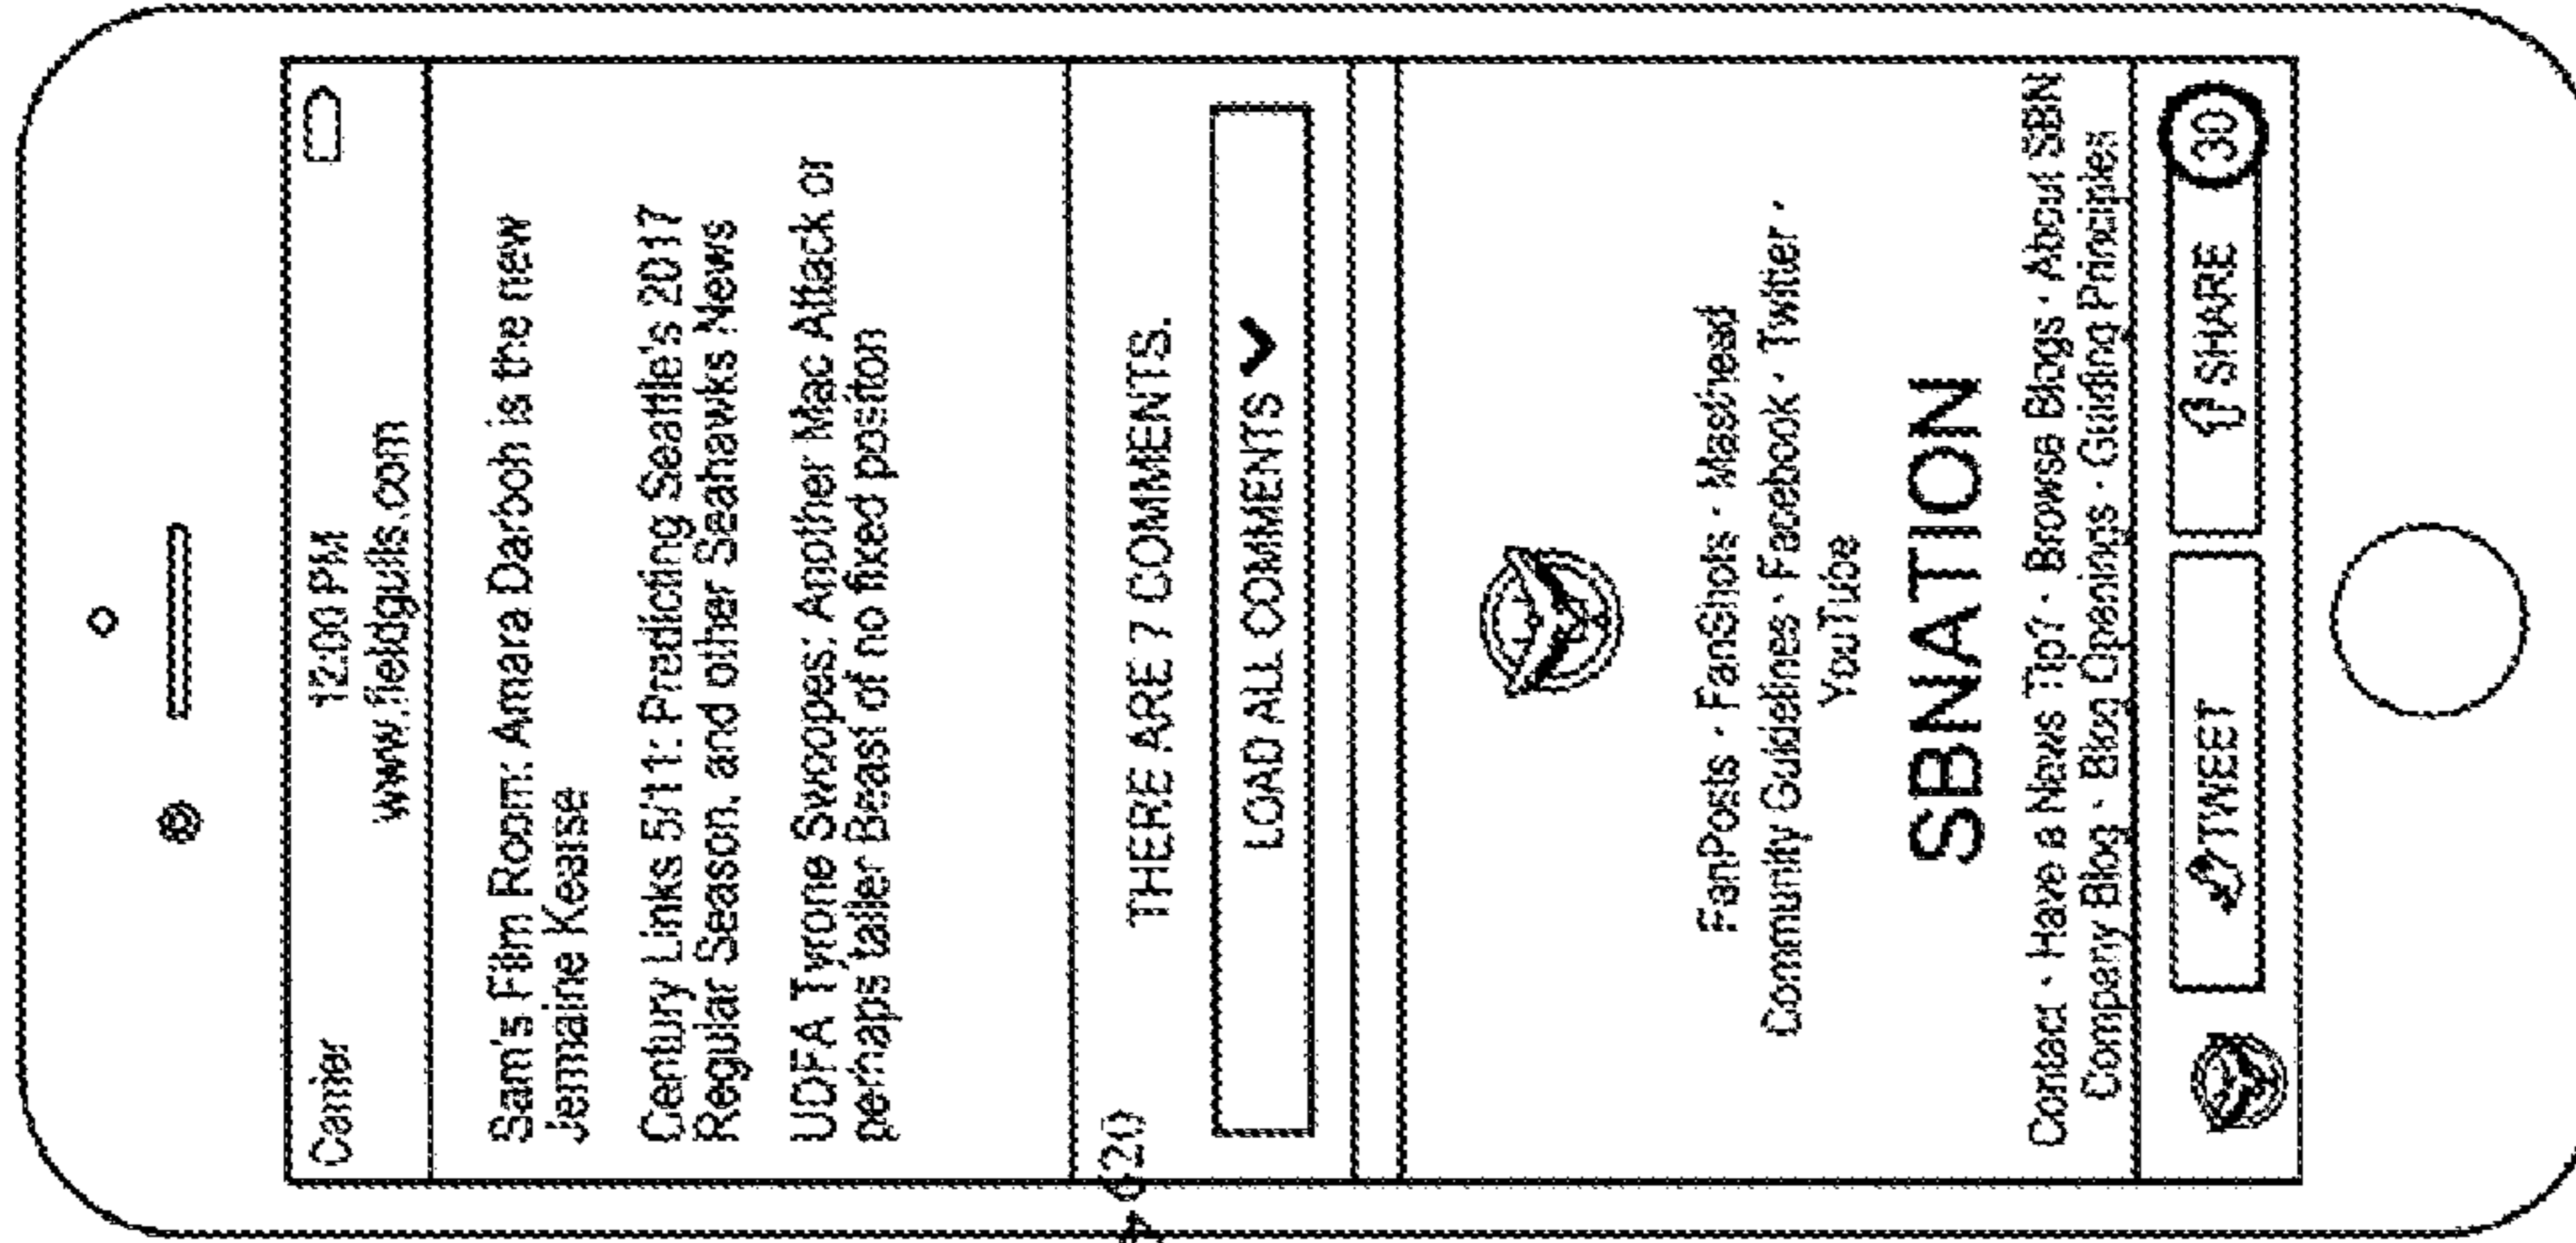 Carrier
12:00 PM
www.fieldgulls.com
Sam's Film Room: Amara Darboh is the new
Jermaine Kearse
Century Links 5/11: Predicting Seattle's 2017
Regular Season, and other Seahawks News
UDFA Tyrone Swoopes: Another Mac Attack or
perhaps taller Beast of no fixed positon
620
THERE ARE 7 COMMENTS.
LOAD ALL COMMENTS
FanPosts · FanShots · Masthead
Community Guidelines · Facebook · Twitter ·
YouTube
SBNATION
Contact · Have a News Tip? · Browse Blogs · About SBN
Company Blog · Blog Openings · Guiding Principles
TWEET
SHARE
30